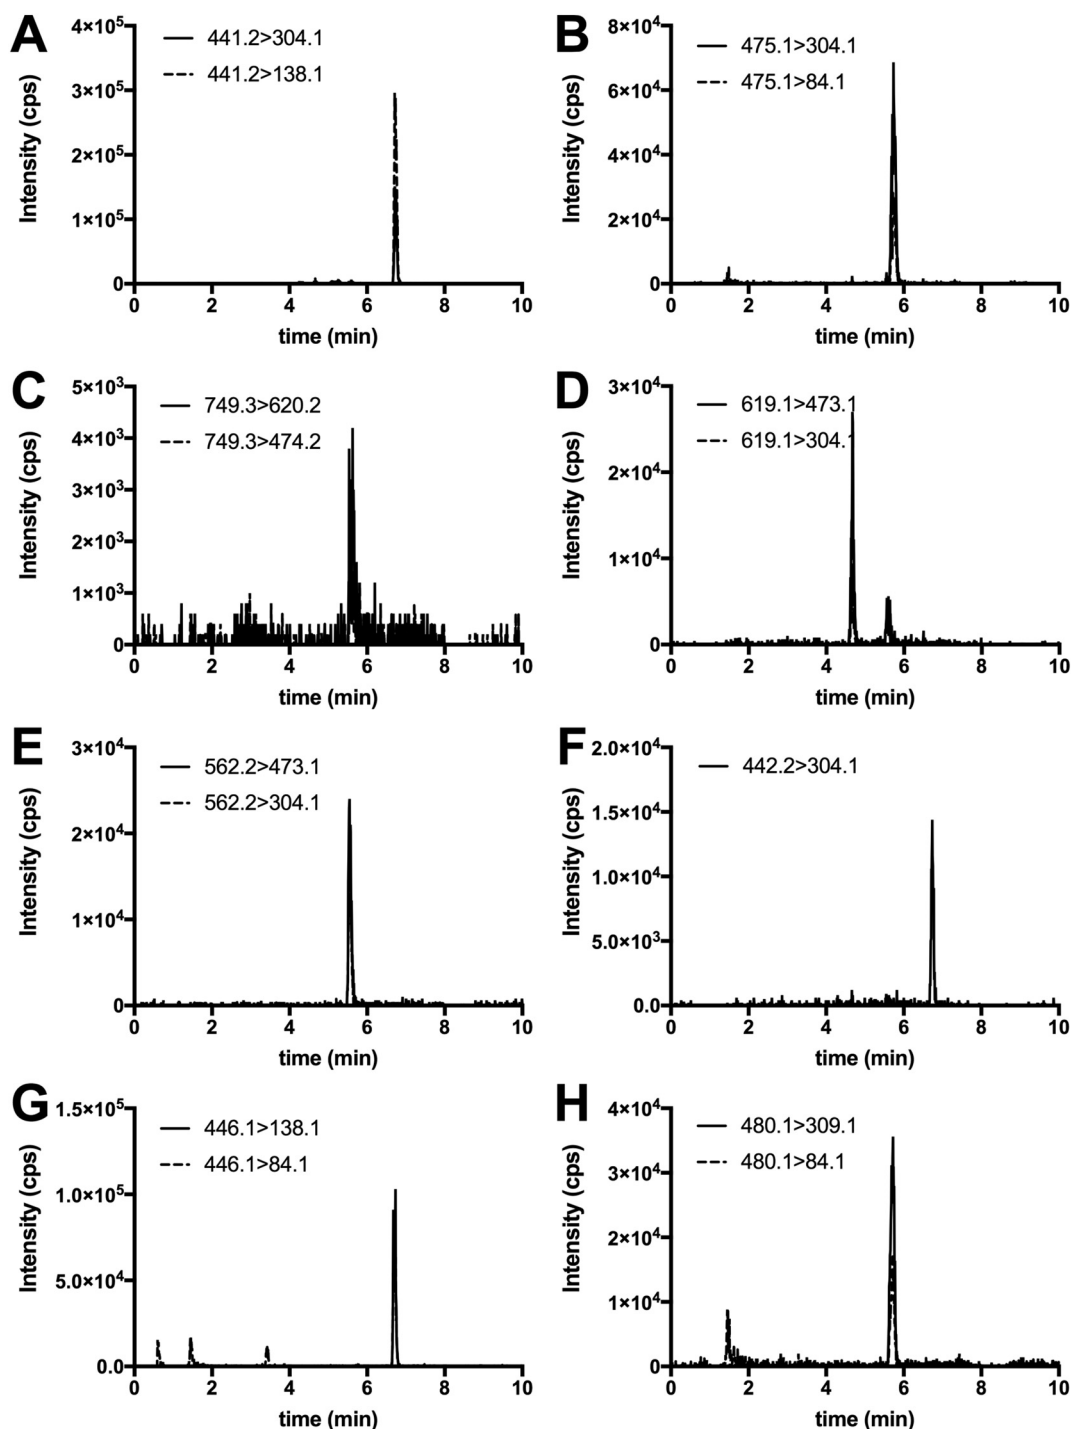 A
4×10⁵
3×10⁵
2×10⁵
1×10⁵
0
Intensity (cps)
441.2>304.1
441.2>138.1
0 2 4 6 8 10
time (min)
B
8×10⁴
6×10⁴
4×10⁴
2×10⁴
0
Intensity (cps)
475.1>304.1
475.1>84.1
0 2 4 6 8 10
time (min)
C
5×10³
4×10³
3×10³
2×10³
1×10³
0
Intensity (cps)
749.3>620.2
749.3>474.2
0 2 4 6 8 10
time (min)
D
3×10⁴
2×10⁴
1×10⁴
0
Intensity (cps)
619.1>473.1
619.1>304.1
0 2 4 6 8 10
time (min)
E
3×10⁴
2×10⁴
1×10⁴
0
Intensity (cps)
562.2>473.1
562.2>304.1
0 2 4 6 8 10
time (min)
F
2.0×10⁴
1.5×10⁴
1.0×10⁴
5.0×10³
0.0
Intensity (cps)
442.2>304.1
0 2 4 6 8 10
time (min)
G
1.5×10⁵
1.0×10⁵
5.0×10⁴
0.0
Intensity (cps)
446.1>138.1
446.1>84.1
0 2 4 6 8 10
time (min)
H
4×10⁴
3×10⁴
2×10⁴
1×10⁴
0
Intensity (cps)
480.1>309.1
480.1>84.1
0 2 4 6 8 10
time (min)